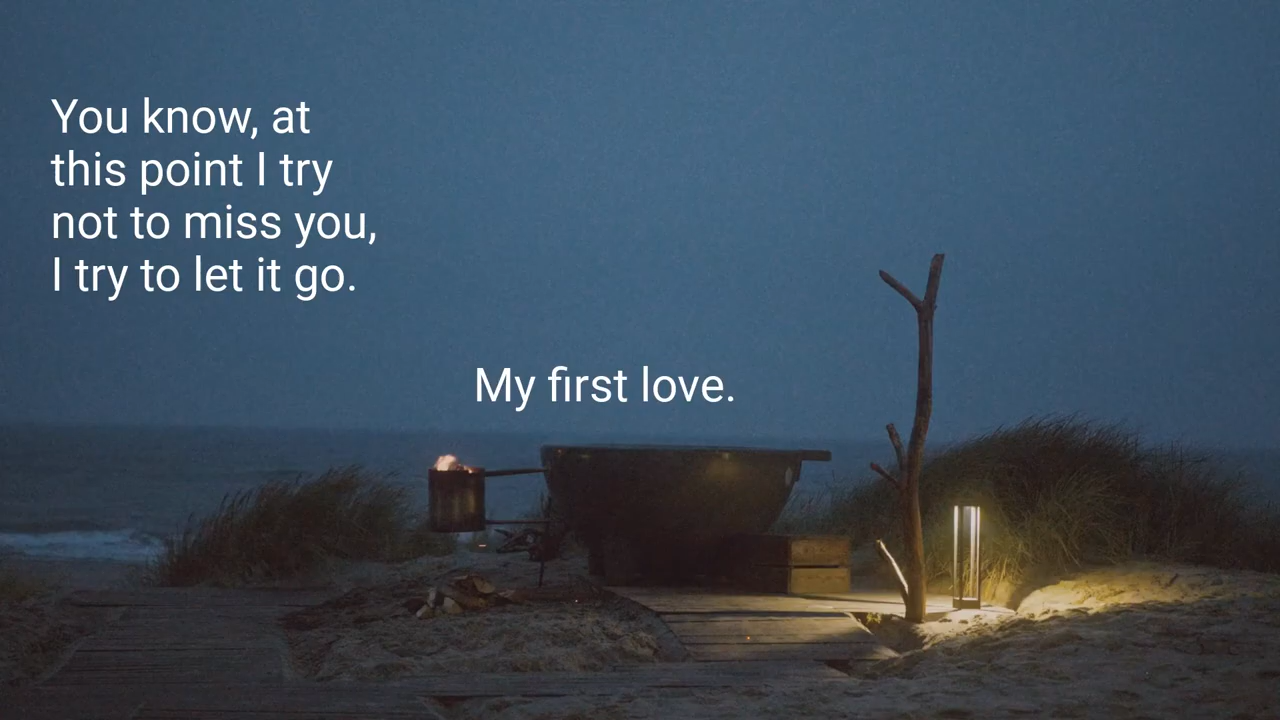 You know, at
this point I try
not to miss you,
I try to let it go.
My first love.